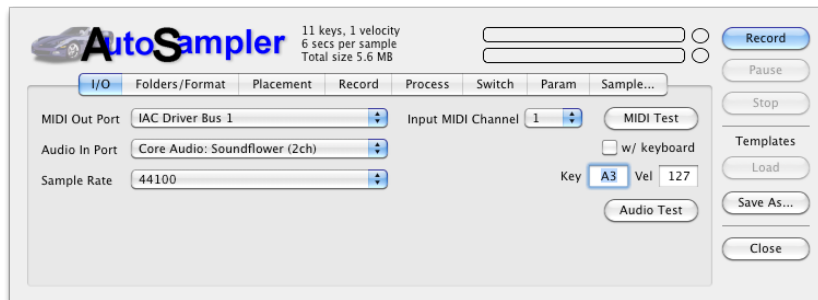 AutoSampler
11 keys, 1 velocity
6 secs per sample
Total size 5.6 MB
Record
Pause
Stop
Templates
Load
Save As...
Close
I/O
Folders/Format
Placement
Record
Process
Switch
Param
Sample...
MIDI Out Port IAC Driver Bus 1
Input MIDI Channel 1
MIDI Test
Audio In Port Core Audio: Soundflower (2ch)
w/ keyboard
Sample Rate 44100
Key A3 Vel 127
Audio Test